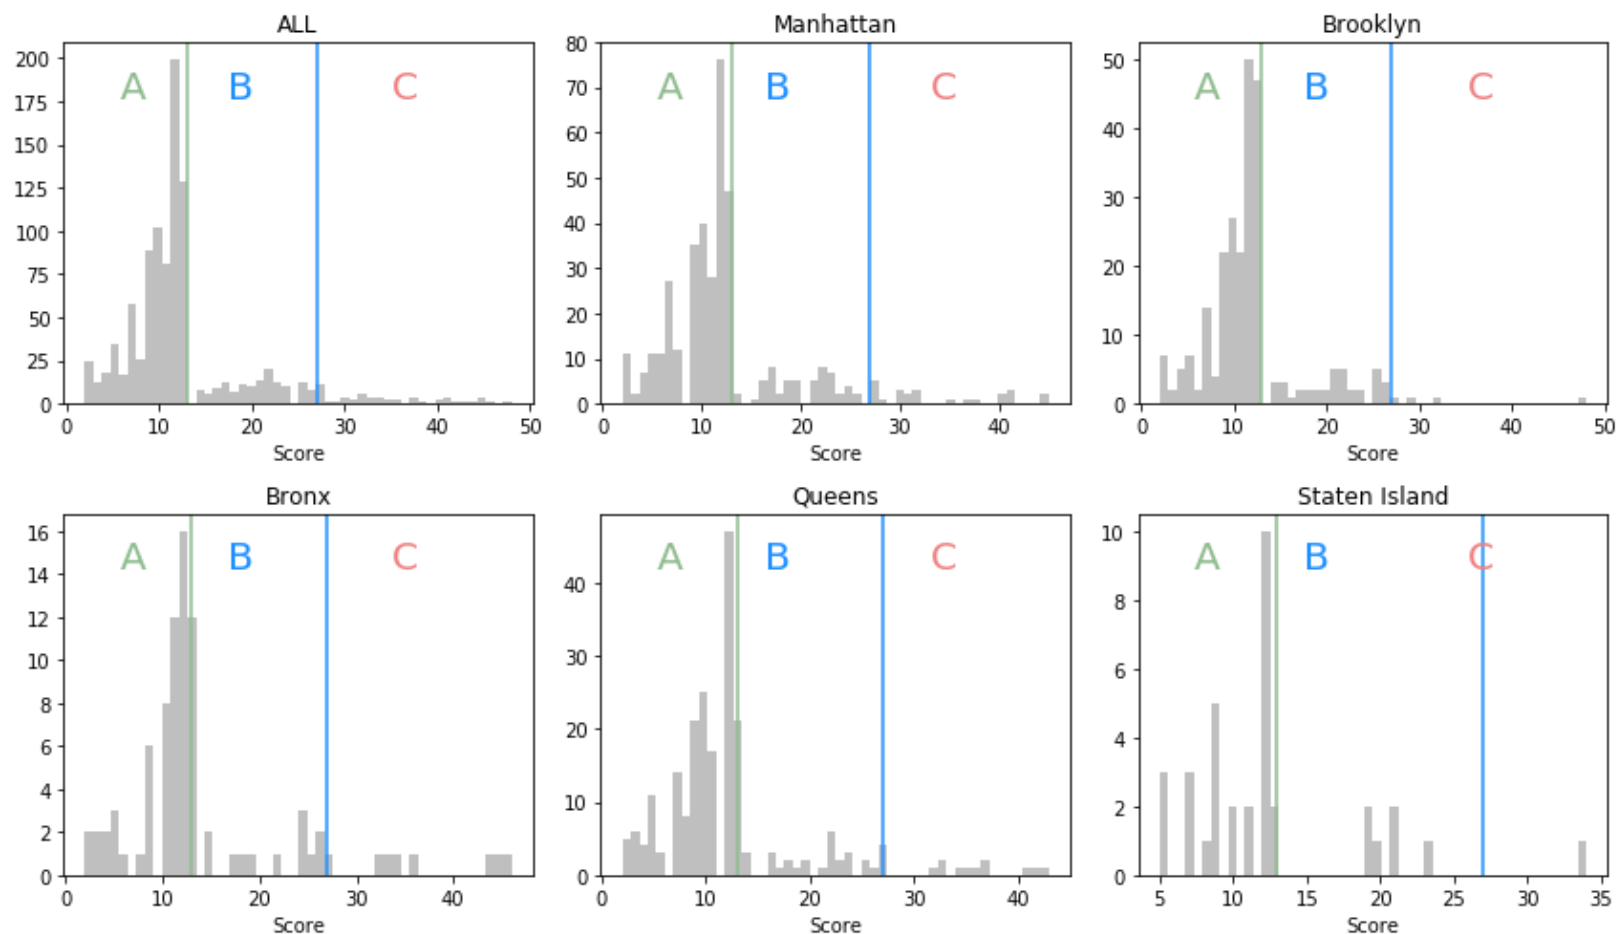 ALL
Manhattan
Brooklyn
200
175
150
125
100
75
50
25
0
A
B
C
0 10 20 30 40 50
Score
80
70
60
50
40
30
20
10
0
A
B
C
0 10 20 30 40
Score
50
40
30
20
10
0
A
B
C
0 10 20 30 40 50
Score
Bronx
Queens
Staten Island
16
14
12
10
8
6
4
2
0
A
B
C
0 10 20 30 40
Score
40
30
20
10
0
A
B
C
0 10 20 30 40
Score
10
8
6
4
2
0
A
B
C
5 10 15 20 25 30 35
Score